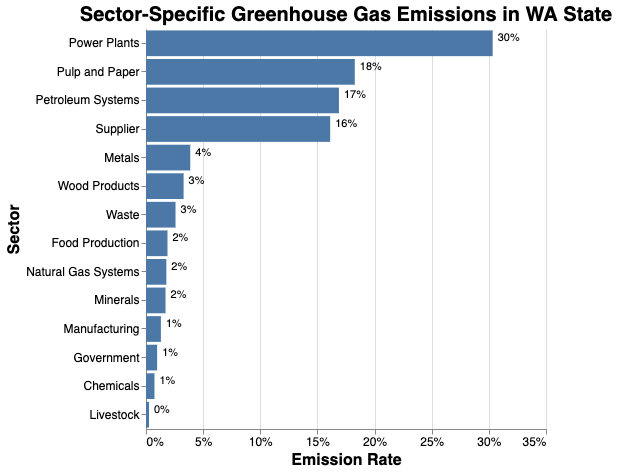 Sector-Specific Greenhouse Gas Emissions in WA State
Power Plants 30%
Pulp and Paper 18%
Petroleum Systems 17%
Supplier 16%
Metals 4%
Wood Products 3%
Waste 3%
Food Production 2%
Natural Gas Systems 2%
Minerals 2%
Manufacturing 1%
Government 1%
Chemicals 1%
Livestock 0%
Sector
0% 5% 10% 15% 20% 25% 30% 35%
Emission Rate